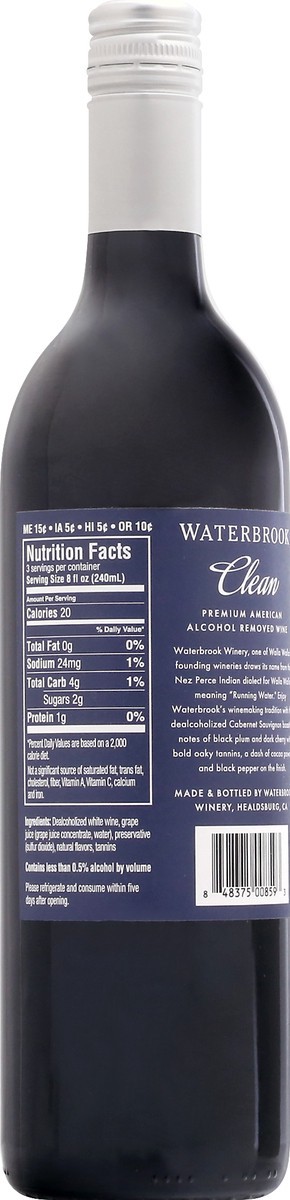 ME 15¢ • IA 5¢ • HI 5¢ • OR 10¢
Nutrition Facts
3 servings per container
Serving Size 8 fl oz (240mL)
Amount Per Serving
Calories 20
% Daily Value*
Total Fat 0g 0%
Sodium 24mg 1%
Total Carb 4g 1%
Sugars 2g
Protein 1g 0%
*Percent Daily Values are based on a 2,000
calorie diet.
Not a significant source of saturated fat, trans fat,
cholesterol, fiber, Vitamin A, Vitamin C, calcium
and iron.
Ingredients: Dealcoholized white wine, grape
juice (grape juice concentrate, water), preservative
(sulfur dioxide), natural flavors, tannins
Contains less than 0.5% alcohol by volume
Please refrigerate and consume within five
days after opening.
WATERBROOK
Clean
PREMIUM AMERICAN
ALCOHOL REMOVED WINE
Waterbrook Winery, one of Walla
founding wineries drew its name from
Nez Perce Indian dialect for Walla
meaning "Running Water." Enjoy
Waterbrook's winemaking tradition with
dealcoholized Cabernet Sauvignon
notes of black plum and dark cherry
bold oaky tannins, a dash of cocoa
and black pepper on the finish.
MADE & BOTTLED BY
WINERY, HEALDSBURG, CA
8 48375 00859 3